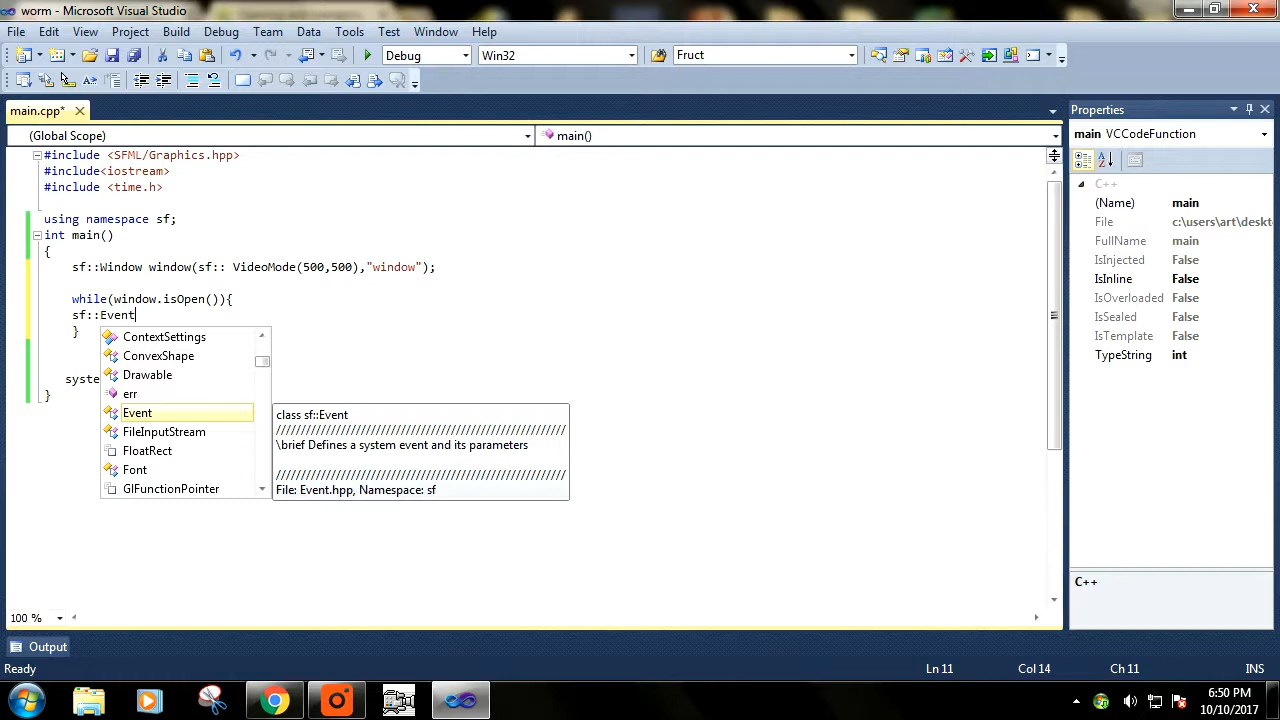 worm - Microsoft Visual Studio
File Edit View Project Build Debug Team Data Tools Test Window Help
Debug Win32 Fruct
main.cpp*
(Global Scope) main()
#include <SFML/Graphics.hpp>
#include<iostream>
#include <time.h>
using namespace sf;
int main()
{
sf::Window window(sf:: VideoMode(500,500),"window");
while(window.isOpen()){
sf::Event
}
syste
}
ContextSettings
ConvexShape
Drawable
err
Event
FileInputStream
FloatRect
Font
GlFunctionPointer
class sf::Event
////////////////////////////////////////////////////////////
\brief Defines a system event and its parameters
////////////////////////////////////////////////////////////
File: Event.hpp, Namespace: sf
100 %
Output
Properties
main VCCodeFunction
C++
(Name) main
File c:\users\art\deskt
FullName main
IsInjected False
IsInline False
IsOverloaded False
IsSealed False
IsTemplate False
TypeString int
C++
Ready Ln 11 Col 14 Ch 11 INS
6:50 PM
10/10/2017